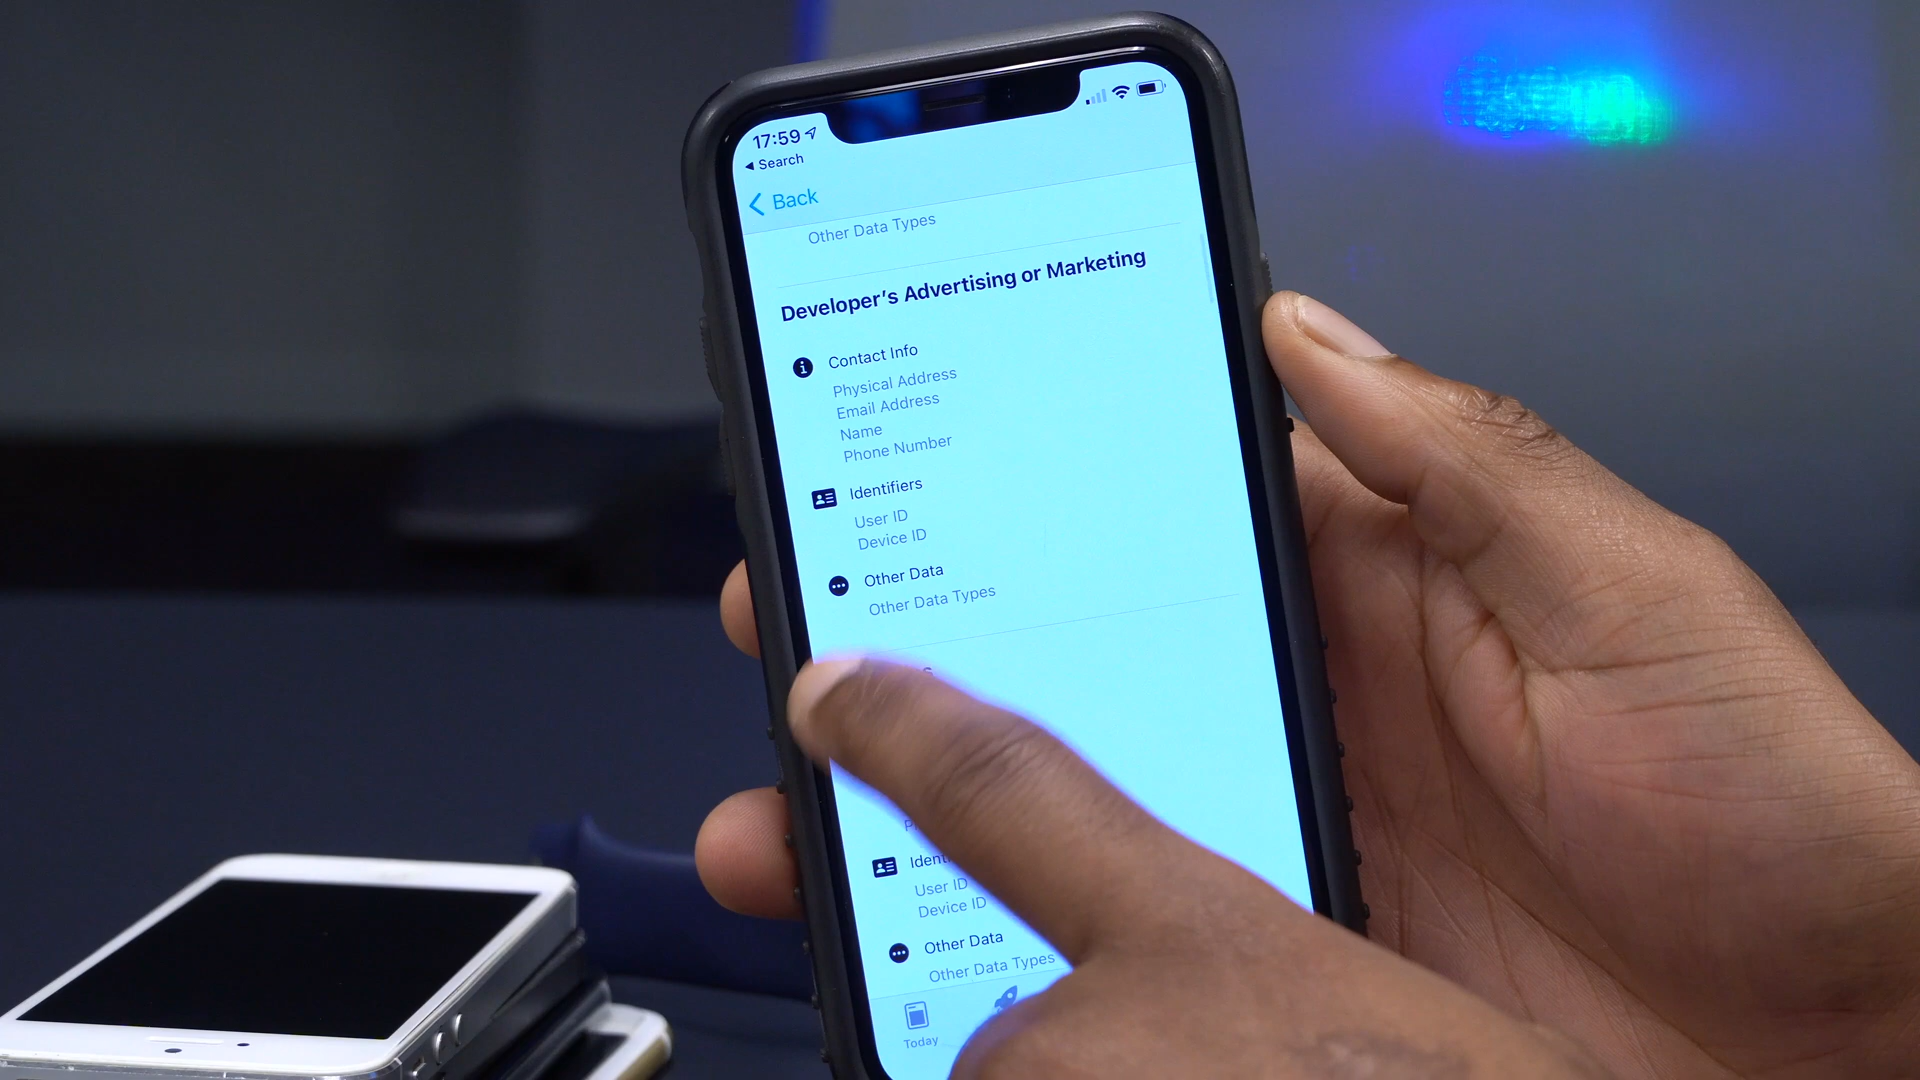 17:59
Search
Back
Other Data Types
Developer's Advertising or Marketing
Contact Info
Physical Address
Email Address
Name
Phone Number
Identifiers
User ID
Device ID
Other Data
Other Data Types
User ID
Device ID
Other Data
Other Data Types
Today